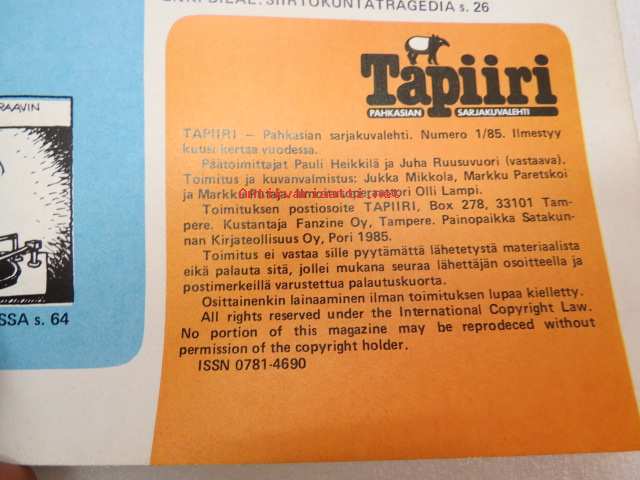 ENKI BILAL: SIIRTOKUNTATRAGEDIA s. 26
RAAVIN
SSA s. 64
Tapiiri
PAHKASIAN SARJAKUVALEHTI
TAPIIRI — Pahkasian sarjakuvalehti. Numero 1/85. Ilmestyy
kuusi kertaa vuodessa.
Päätoimittajat Pauli Heikkilä ja Juha Ruusuvuori (vastaava).
Toimitus ja kuvanvalmistus: Jukka Mikkola, Markku Paretskoi
ja Markku Olli Lampi.
Toimituksen postiosoite TAPIIRI, Box 278, 33101 Tam-
pere. Kustantaja Fanzine Oy, Tampere. Painopaikka Satakun-
nan Kirjateollisuus Oy, Pori 1985.
Toimitus ei vastaa sille pyytämättä lähetetystä materiaalista
eikä palauta sitä, jollei mukana seuraa lähettäjän osoitteella ja
postimerkeillä varustettua palautuskuorta.
Osittainenkin lainaaminen ilman toimituksen lupaa kielletty.
All rights reserved under the International Copyright Law.
No portion of this magazine may be reprodeced without
permission of the copyright holder.
ISSN 0781-4690